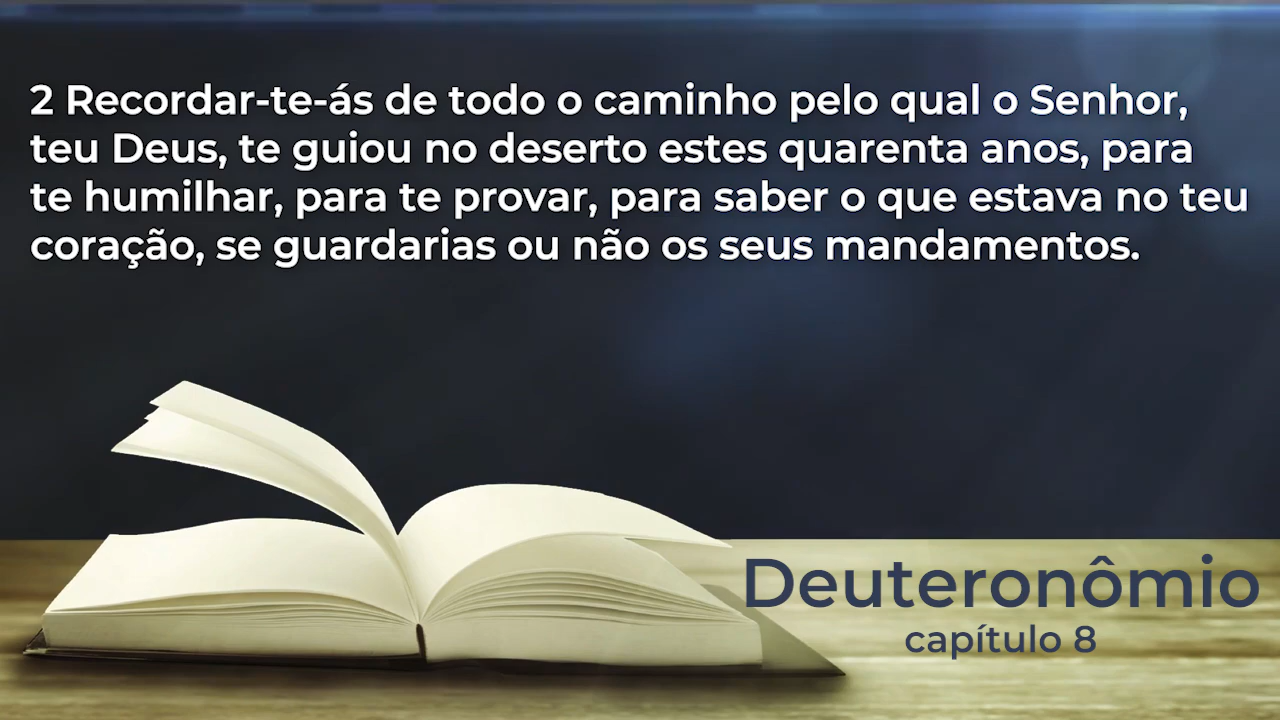 2 Recordar-te-ás de todo o caminho pelo qual o Senhor,
teu Deus, te guiou no deserto estes quarenta anos, para
te humilhar, para te provar, para saber o que estava no teu
coração, se guardarias ou não os seus mandamentos.
Deuteronômio
capítulo 8